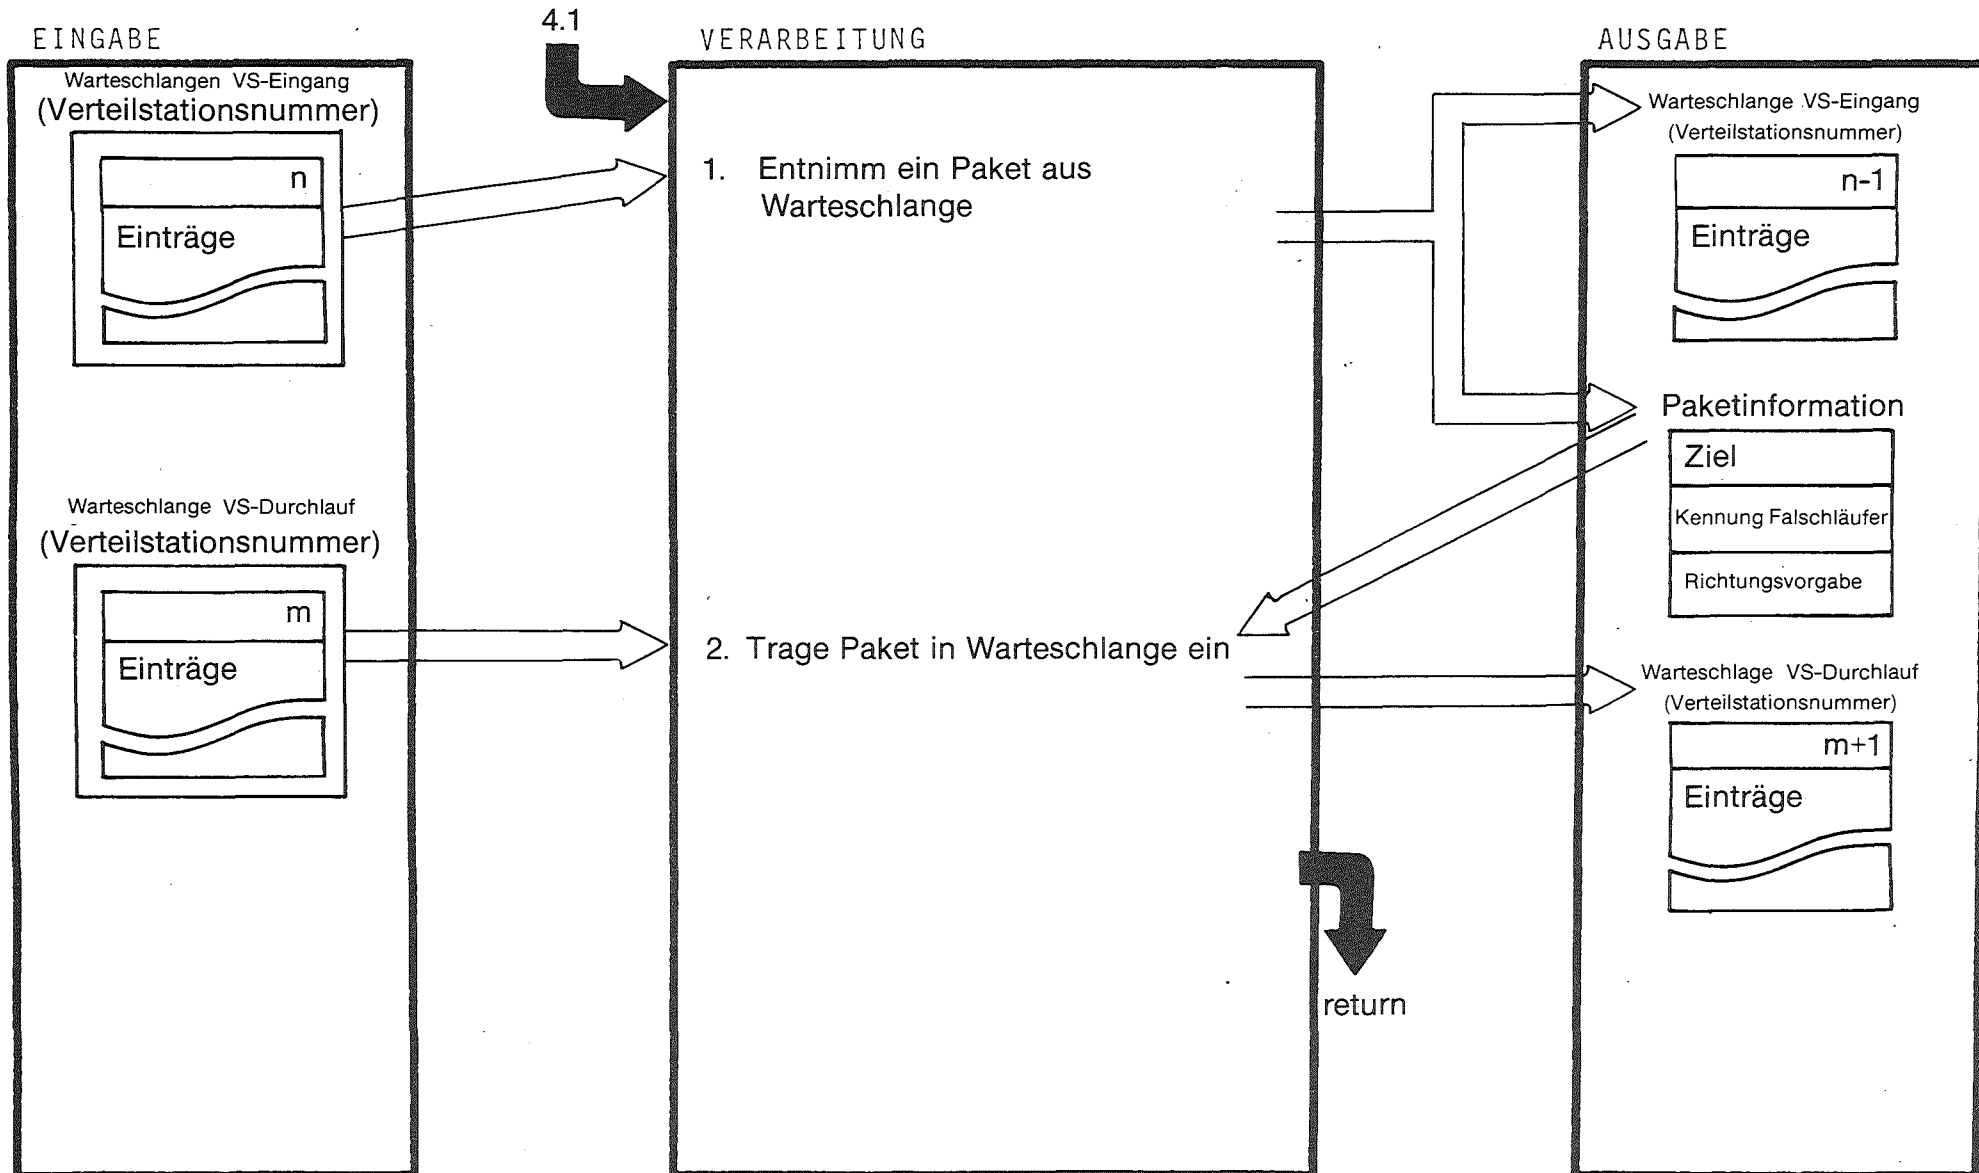 EINGABE
Warteschlangen VS-Eingang
(Verteilstationsnummer)
n
Einträge
Warteschlange VS-Durchlauf
(Verteilstationsnummer)
m
Einträge
4.1
VERARBEITUNG
1. Entnimm ein Paket aus
Warteschlange
2. Trage Paket in Warteschlange ein
return
AUSGABE
Warteschlange VS-Eingang
(Verteilstationsnummer)
n-1
Einträge
Paketinformation
Ziel
Kennung Falschläufer
Richtungsvorgabe
Warteschlage VS-Durchlauf
(Verteilstationsnummer)
m+1
Einträge